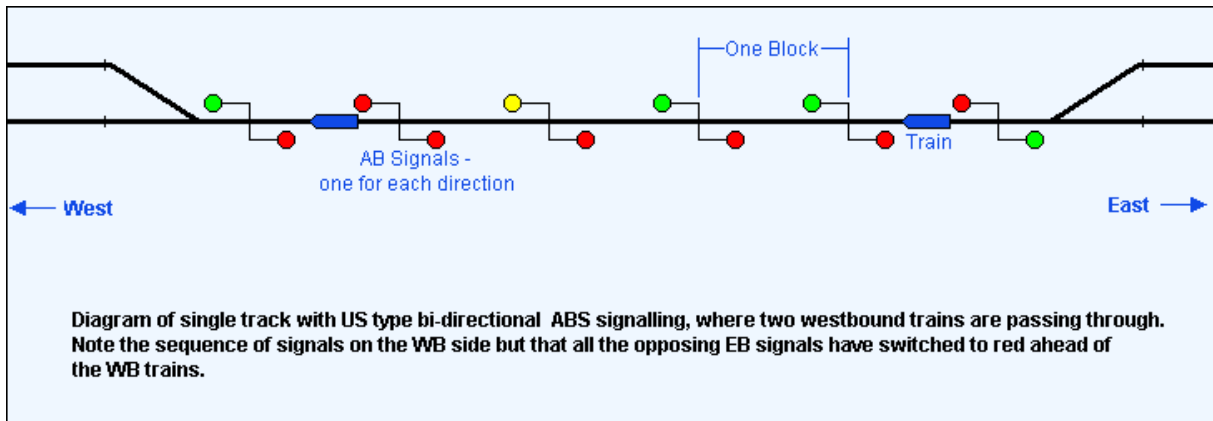 One Block
AB Signals -
one for each direction
Train
West
East
Diagram of single track with US type bi-directional ABS signalling, where two westbound trains are passing through.
Note the sequence of signals on the WB side but that all the opposing EB signals have switched to red ahead of
the WB trains.